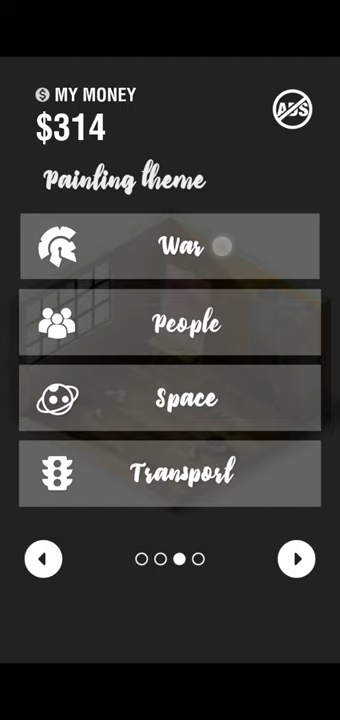 MY MONEY
$314
ADS
Painting theme
War
People
Space
Transport